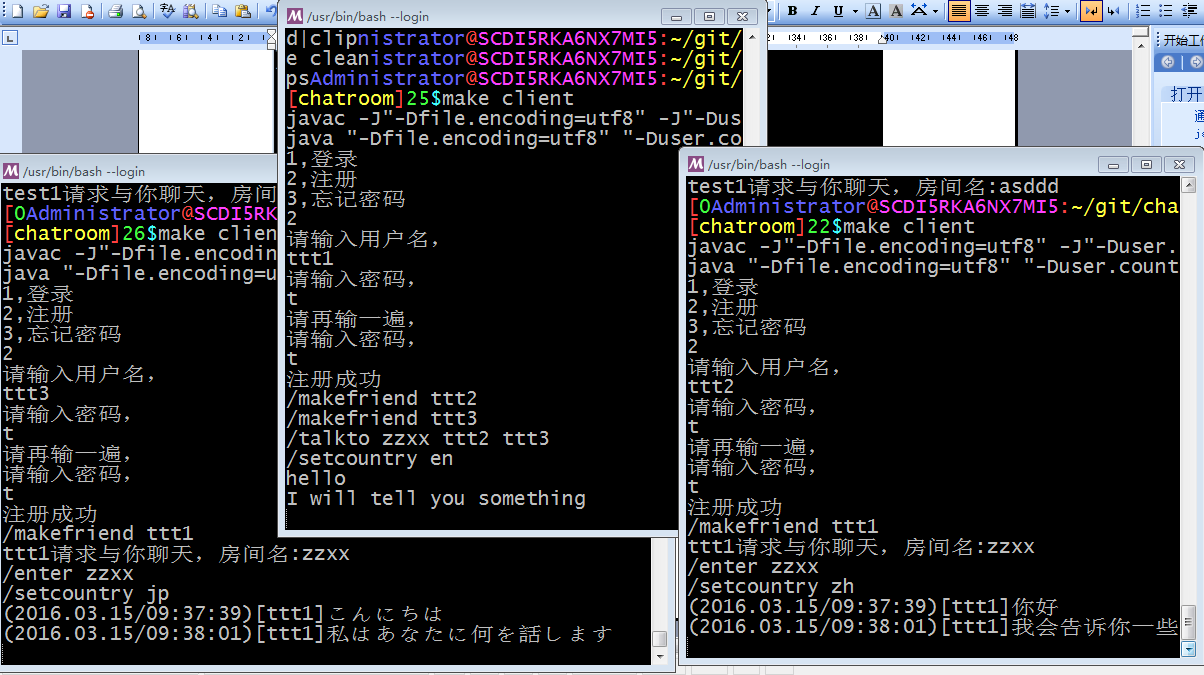 /usr/bin/bash --login
d|clipnistrator@SCDI5RKA6NX7MI5:~/git/
e cleanistrator@SCDI5RKA6NX7MI5:~/git/
psAdministrator@SCDI5RKA6NX7MI5:~/git/
[chatroom]25$make client
javac -J"-Dfile.encoding=utf8" -J"-Dus
java "-Dfile.encoding=utf8" "-Duser.co
1,登录
2,注册
3,忘记密码
2
请输入用户名,
ttt1
请输入密码,
t
请再输一遍,
请输入密码,
t
注册成功
/makefriend ttt2
/makefriend ttt3
/talkto zzxx ttt2 ttt3
/setcountry en
hello
I will tell you something
/usr/bin/bash --login
test1请求与你聊天, 房间
[0Administrator@SCDI5RK
[chatroom]26$make clien
javac -J"-Dfile.encodin
java "-Dfile.encoding=u
1,登录
2,注册
3,忘记密码
2
请输入用户名,
ttt3
请输入密码,
t
请再输一遍,
请输入密码,
t
注册成功
/makefriend ttt1
ttt1请求与你聊天, 房间名:zzxx
/enter zzxx
/setcountry jp
(2016.03.15/09:37:39)[ttt1]こんにちは
(2016.03.15/09:38:01)[ttt1]私はあなたに何を話します
/usr/bin/bash --login
test1请求与你聊天, 房间名:asddd
[0Administrator@SCDI5RKA6NX7MI5:~/git/cha
[chatroom]22$make client
javac -J"-Dfile.encoding=utf8" -J"-Duser.
java "-Dfile.encoding=utf8" "-Duser.count
1,登录
2,注册
3,忘记密码
2
请输入用户名,
ttt2
请输入密码,
t
请再输一遍,
请输入密码,
t
注册成功
/makefriend ttt1
ttt1请求与你聊天, 房间名:zzxx
/enter zzxx
/setcountry zh
(2016.03.15/09:37:39)[ttt1]你好
(2016.03.15/09:38:01)[ttt1]我会告诉你一些
开始工
打开